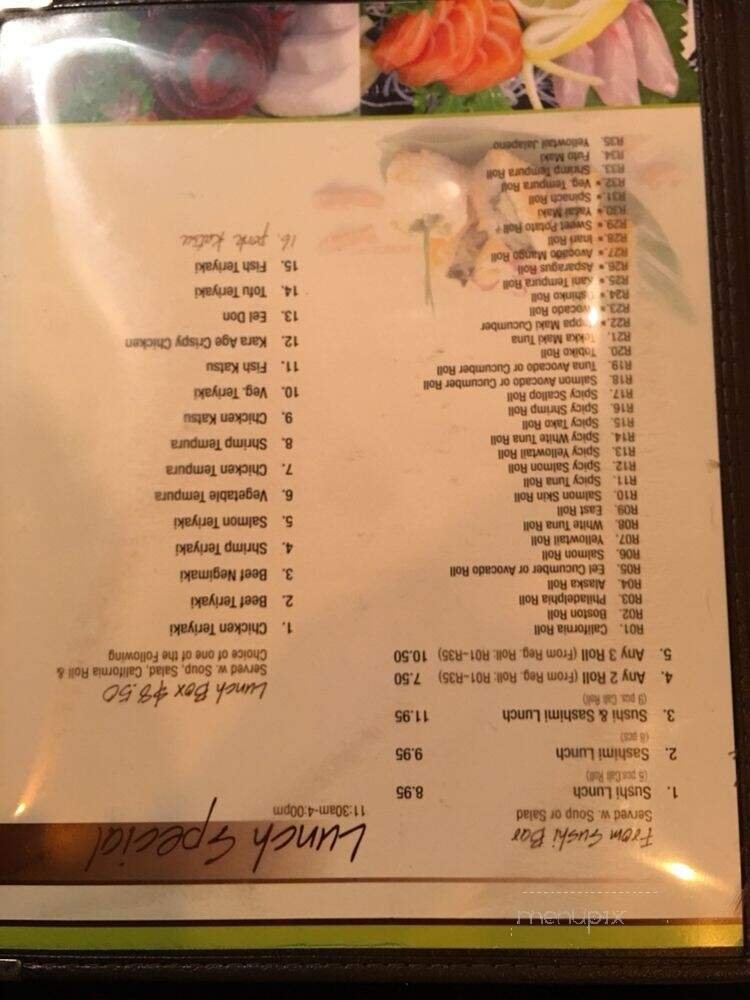 Lunch Special
11:30am-4:00pm
From Sushi Bar
Served w. Soup or Salad
1. Sushi Lunch 8.95
(5 pcs Cali Roll)
2. Sashimi Lunch 9.95
(8 pcs)
3. Sushi & Sashimi Lunch 11.95
(9 pcs. Cali Roll)
4. Any 2 Roll (From Reg. Roll: R01~R35) 7.50
5. Any 3 Roll (From Reg. Roll: R01~R35) 10.50
R01. California Roll
R02. Boston Roll
R03. Philadelphia Roll
R04. Alaska Roll
R05. Eel Cucumber or Avocado Roll
R06. Salmon Roll
R07. Yellowtail Roll
R08. White Tuna Roll
R09. East Roll
R10. Salmon Skin Roll
R11. Spicy Tuna Roll
R12. Spicy Salmon Roll
R13. Spicy Yellowtail Roll
R14. Spicy White Tuna Roll
R15. Spicy Tako Roll
R16. Spicy Shrimp Roll
R17. Spicy Scallop Roll
R18. Salmon Avocado or Cucumber Roll
R19. Tuna Avocado or Cucumber Roll
R20. Tobiko Roll
R21. Tekka Maki Tuna
R22. Kappa Maki Cucumber
R23. Avocado Roll
R24. Oshinko Roll
R25. Kani Tempura Roll
R26. Asparagus Roll
R27. Avocado Mango Roll
R28. Inari Roll
R29. Sweet Potato Roll
R30. Yasai Maki
R31. Spinach Roll
R32. Veg. Tempura Roll
R33. Shrimp Tempura Roll
R34. Futo Maki
R35. Yellowtail Jalapeno
Lunch Box $8.50
Served w. Soup, Salad, California Roll &
Choice of one of the Following
1. Chicken Teriyaki
2. Beef Teriyaki
3. Beef Negimaki
4. Shrimp Teriyaki
5. Salmon Teriyaki
6. Vegetable Tempura
7. Chicken Tempura
8. Shrimp Tempura
9. Chicken Katsu
10. Veg. Teriyaki
11. Fish Katsu
12. Kara Age Crispy Chicken
13. Eel Don
14. Tofu Teriyaki
15. Fish Teriyaki
16. pork Katsu
menupix